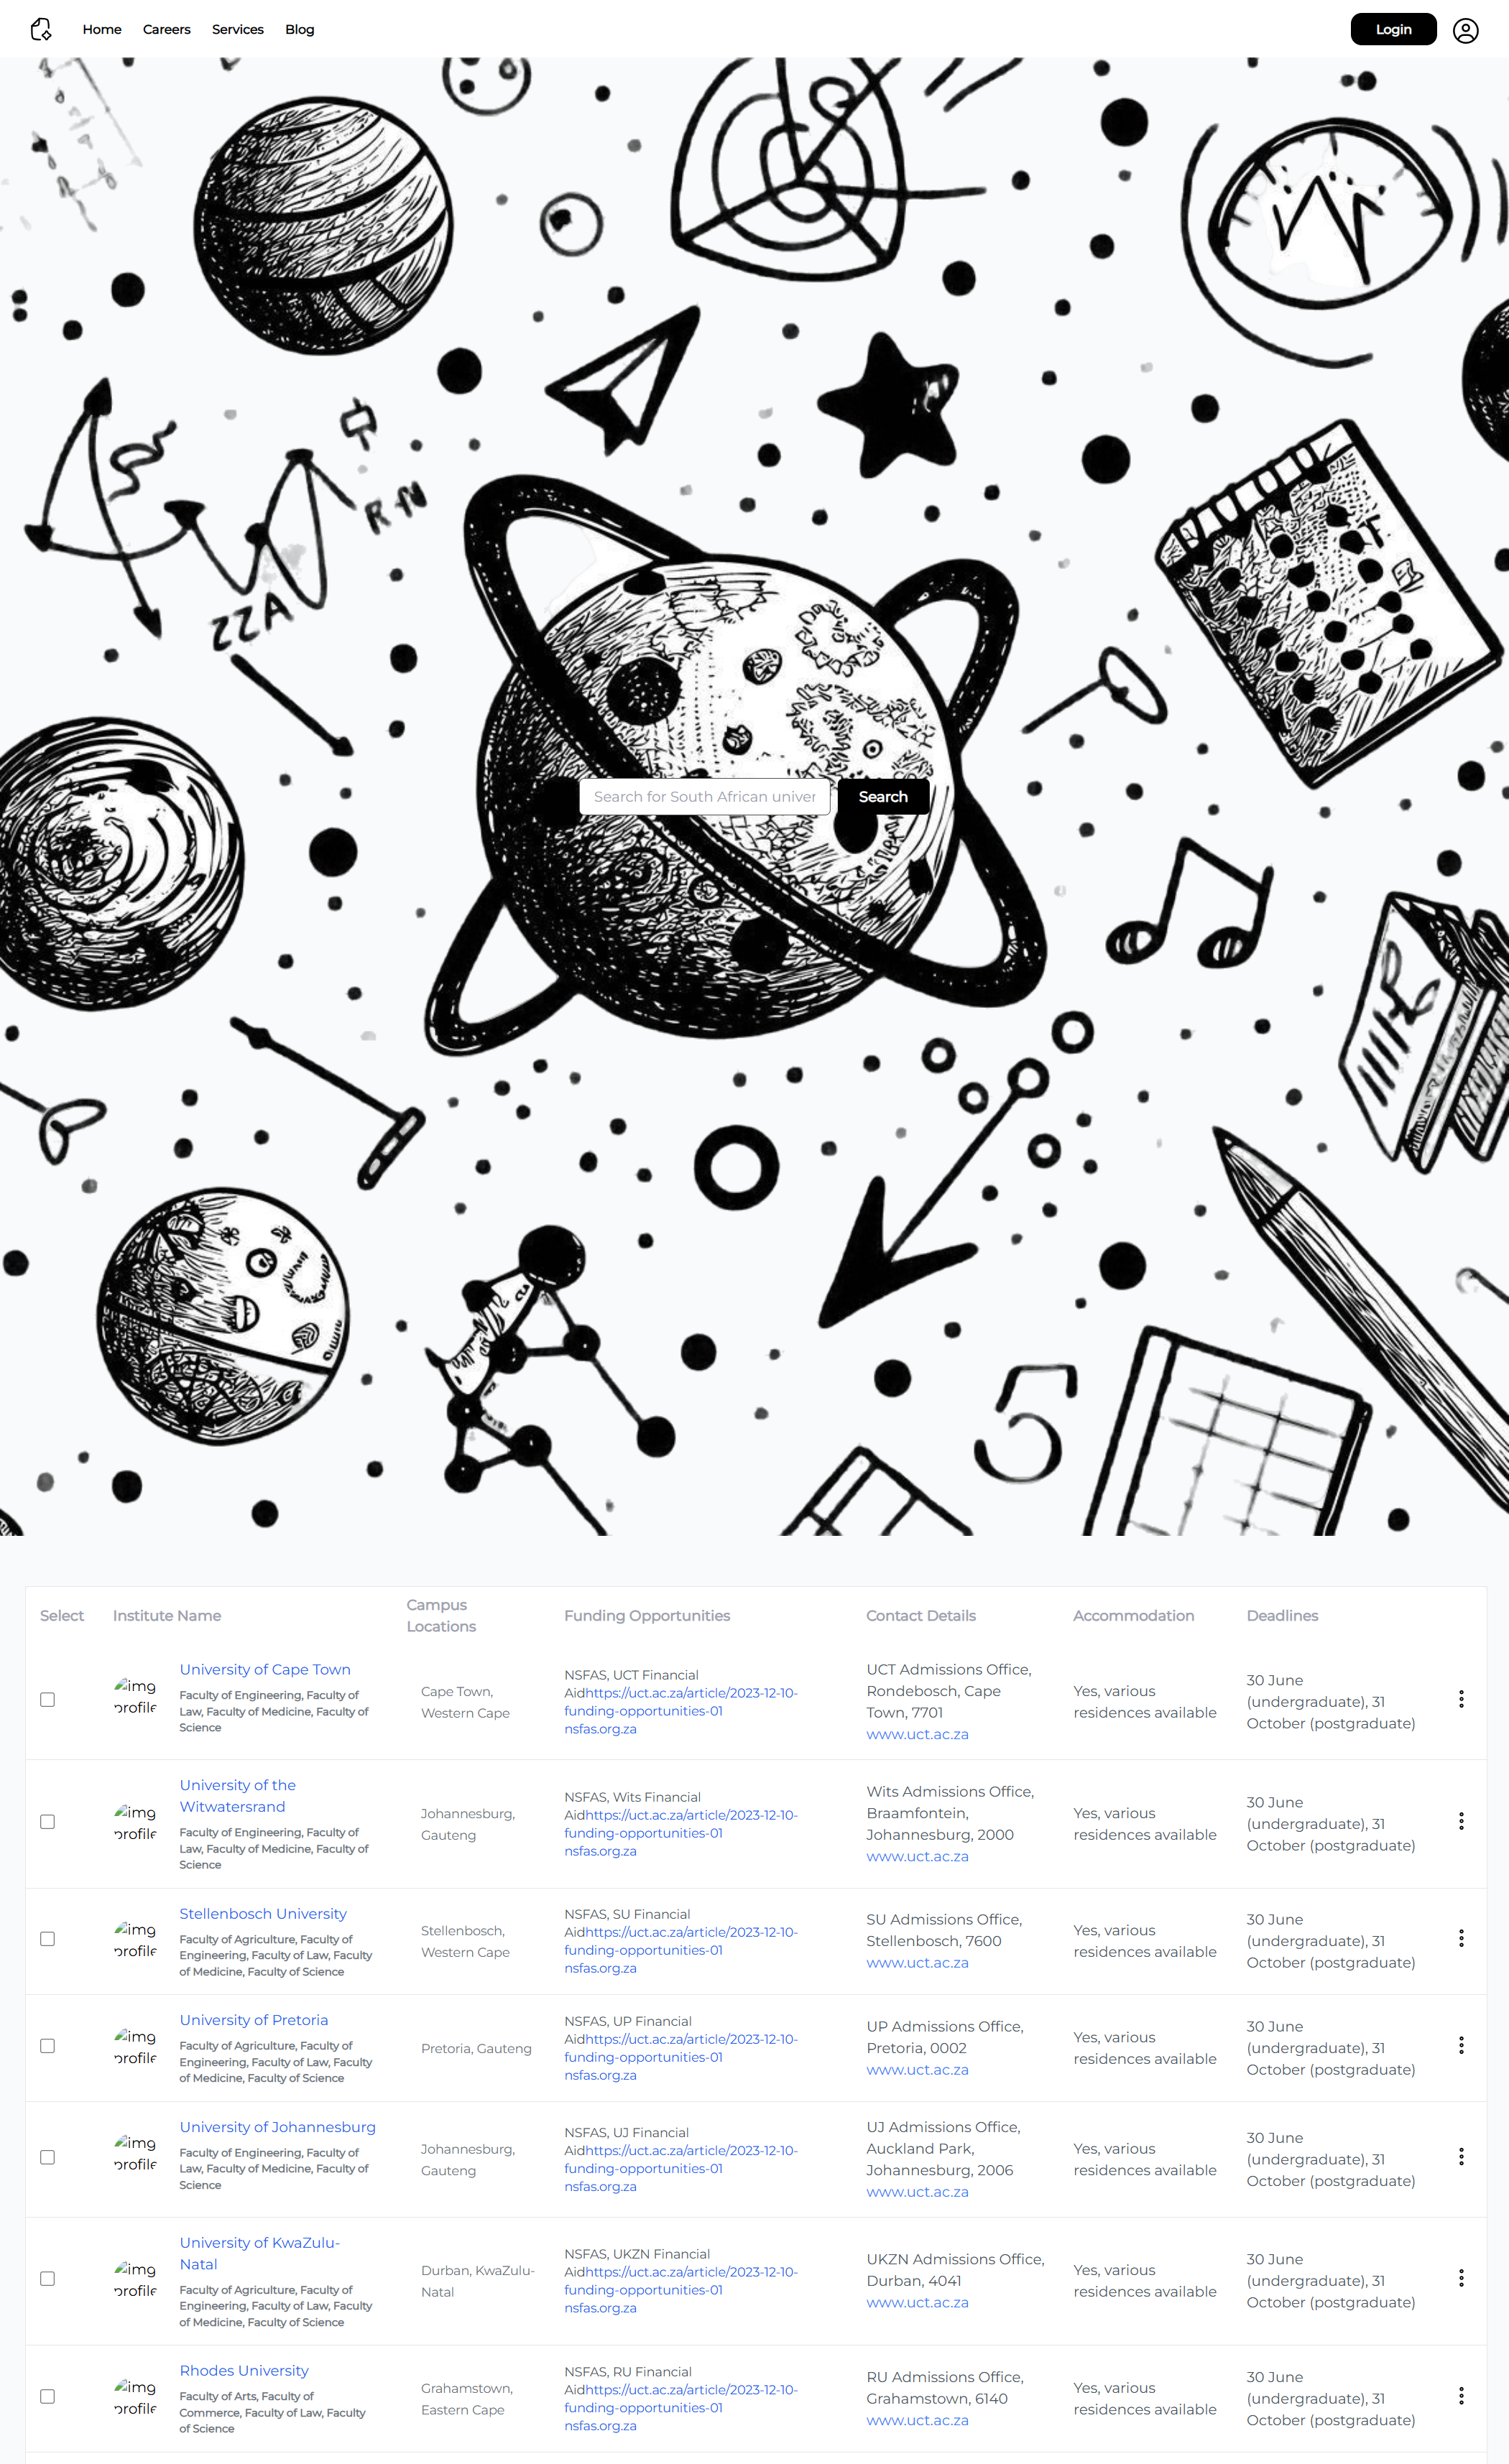 Home Careers Services Blog Login
ZZA
Search for South African univer Search
5
Select Institute Name Campus Locations Funding Opportunities Contact Details Accommodation Deadlines
University of Cape Town
Faculty of Engineering, Faculty of
Law, Faculty of Medicine, Faculty of
Science
img
profile
Cape Town,
Western Cape
NSFAS, UCT Financial
Aidhttps://uct.ac.za/article/2023-12-10-
funding-opportunities-01
nsfas.org.za
UCT Admissions Office,
Rondebosch, Cape
Town, 7701
www.uct.ac.za
Yes, various
residences available
30 June
(undergraduate), 31
October (postgraduate)
University of the
Witwatersrand
Faculty of Engineering, Faculty of
Law, Faculty of Medicine, Faculty of
Science
img
profile
Johannesburg,
Gauteng
NSFAS, Wits Financial
Aidhttps://uct.ac.za/article/2023-12-10-
funding-opportunities-01
nsfas.org.za
Wits Admissions Office,
Braamfontein,
Johannesburg, 2000
www.uct.ac.za
Yes, various
residences available
30 June
(undergraduate), 31
October (postgraduate)
Stellenbosch University
Faculty of Agriculture, Faculty of
Engineering, Faculty of Law, Faculty
of Medicine, Faculty of Science
img
profile
Stellenbosch,
Western Cape
NSFAS, SU Financial
Aidhttps://uct.ac.za/article/2023-12-10-
funding-opportunities-01
nsfas.org.za
SU Admissions Office,
Stellenbosch, 7600
www.uct.ac.za
Yes, various
residences available
30 June
(undergraduate), 31
October (postgraduate)
University of Pretoria
Faculty of Agriculture, Faculty of
Engineering, Faculty of Law, Faculty
of Medicine, Faculty of Science
img
profile
Pretoria, Gauteng
NSFAS, UP Financial
Aidhttps://uct.ac.za/article/2023-12-10-
funding-opportunities-01
nsfas.org.za
UP Admissions Office,
Pretoria, 0002
www.uct.ac.za
Yes, various
residences available
30 June
(undergraduate), 31
October (postgraduate)
University of Johannesburg
Faculty of Engineering, Faculty of
Law, Faculty of Medicine, Faculty of
Science
img
profile
Johannesburg,
Gauteng
NSFAS, UJ Financial
Aidhttps://uct.ac.za/article/2023-12-10-
funding-opportunities-01
nsfas.org.za
UJ Admissions Office,
Auckland Park,
Johannesburg, 2006
www.uct.ac.za
Yes, various
residences available
30 June
(undergraduate), 31
October (postgraduate)
University of KwaZulu-
Natal
Faculty of Agriculture, Faculty of
Engineering, Faculty of Law, Faculty
of Medicine, Faculty of Science
img
profile
Durban, KwaZulu-
Natal
NSFAS, UKZN Financial
Aidhttps://uct.ac.za/article/2023-12-10-
funding-opportunities-01
nsfas.org.za
UKZN Admissions Office,
Durban, 4041
www.uct.ac.za
Yes, various
residences available
30 June
(undergraduate), 31
October (postgraduate)
Rhodes University
Faculty of Arts, Faculty of
Commerce, Faculty of Law, Faculty
of Science
img
profile
Grahamstown,
Eastern Cape
NSFAS, RU Financial
Aidhttps://uct.ac.za/article/2023-12-10-
funding-opportunities-01
nsfas.org.za
RU Admissions Office,
Grahamstown, 6140
www.uct.ac.za
Yes, various
residences available
30 June
(undergraduate), 31
October (postgraduate)